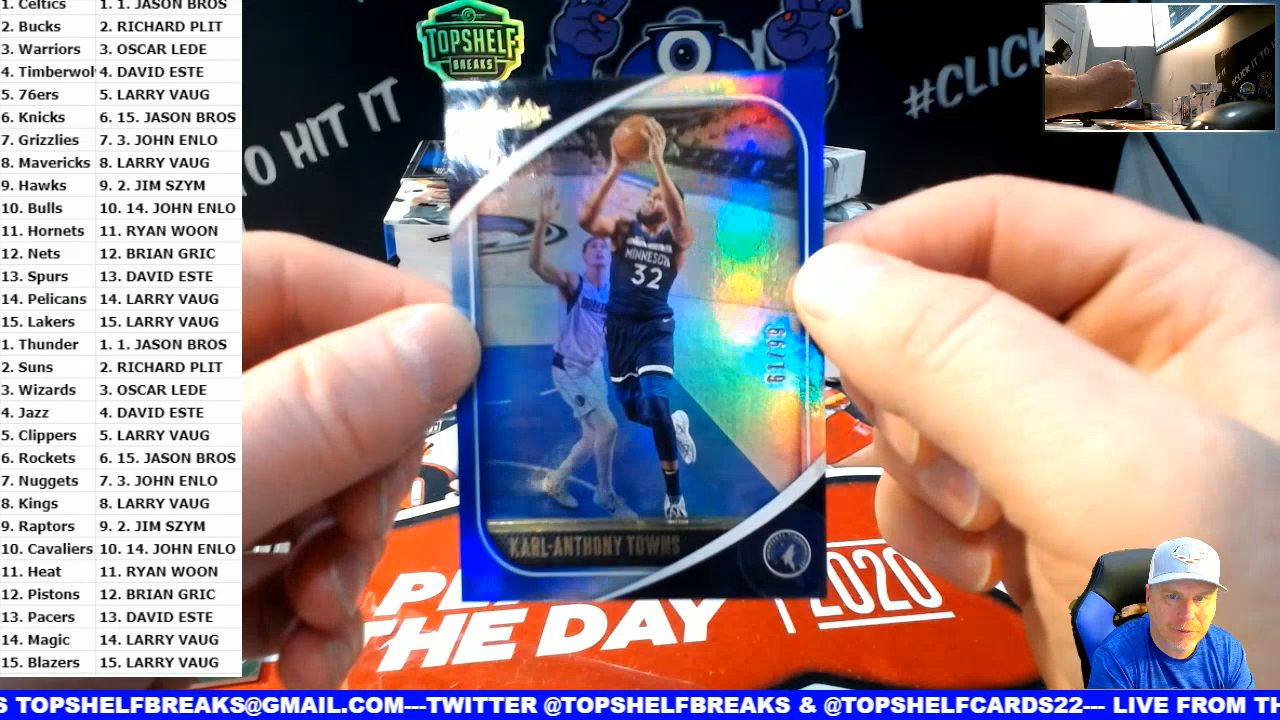 1. Celtics 1. 1. JASON BROS
2. Bucks 2. RICHARD PLIT
3. Warriors 3. OSCAR LEDE
4. Timberwol 4. DAVID ESTE
5. 76ers 5. LARRY VAUG
6. Knicks 6. 15. JASON BROS
7. Grizzlies 7. 3. JOHN ENLO
8. Mavericks 8. LARRY VAUG
9. Hawks 9. 2. JIM SZYM
10. Bulls 10. 14. JOHN ENLO
11. Hornets 11. RYAN WOON
12. Nets 12. BRIAN GRIC
13. Spurs 13. DAVID ESTE
14. Pelicans 14. LARRY VAUG
15. Lakers 15. LARRY VAUG
1. Thunder 1. 1. JASON BROS
2. Suns 2. RICHARD PLIT
3. Wizards 3. OSCAR LEDE
4. Jazz 4. DAVID ESTE
5. Clippers 5. LARRY VAUG
6. Rockets 6. 15. JASON BROS
7. Nuggets 7. 3. JOHN ENLO
8. Kings 8. LARRY VAUG
9. Raptors 9. 2. JIM SZYM
10. Cavaliers 10. 14. JOHN ENLO
11. Heat 11. RYAN WOON
12. Pistons 12. BRIAN GRIC
13. Pacers 13. DAVID ESTE
14. Magic 14. LARRY VAUG
15. Blazers 15. LARRY VAUG
TOPSHELF
BREAKS
TO HIT IT
#CLICK
MINNESOTA
32
61/99
KARL-ANTHONY TOWNS
THE DAY
2020
S TOPSHELFBREAKS@GMAIL.COM---TWITTER @TOPSHELFBREAKS & @TOPSHELFCARDS22--- LIVE FROM TH